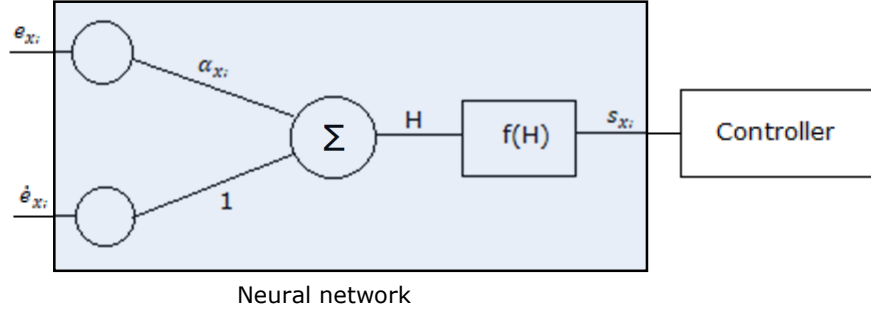 e_{x_i}
α_{x_i}
Σ
H
f(H)
s_{x_i}
Controller
ė_{x_i}
1
Neural network